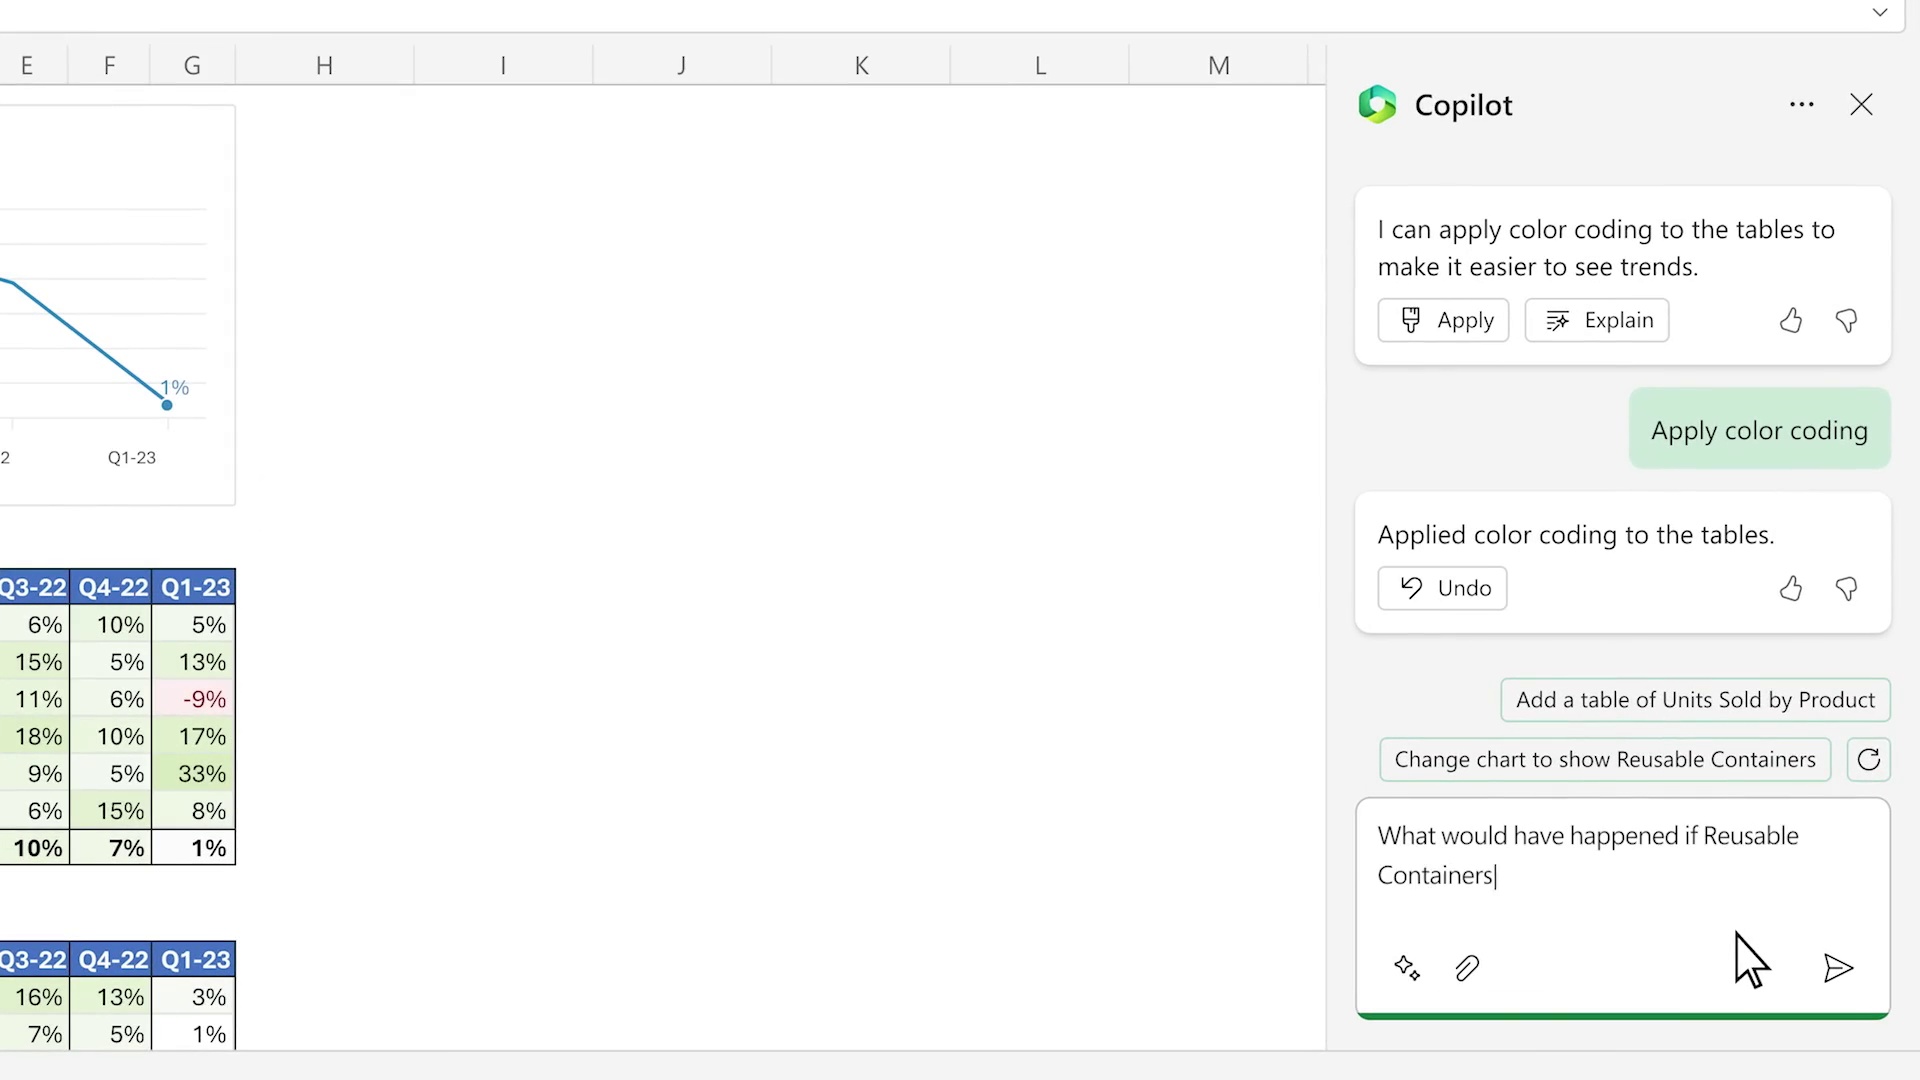 E F G H I J K L M
1%
2 Q1-23
Q3-22 Q4-22 Q1-23
6% 10% 5%
15% 5% 13%
11% 6% -9%
18% 10% 17%
9% 5% 33%
6% 15% 8%
10% 7% 1%
Q3-22 Q4-22 Q1-23
16% 13% 3%
7% 5% 1%
Copilot
I can apply color coding to the tables to
make it easier to see trends.
Apply Explain
Apply color coding
Applied color coding to the tables.
Undo
Add a table of Units Sold by Product
Change chart to show Reusable Containers
What would have happened if Reusable
Containers